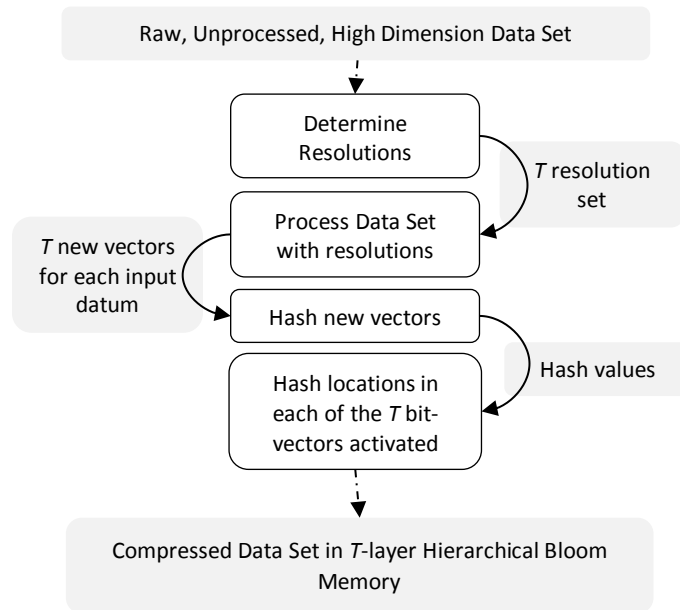 Raw, Unprocessed, High Dimension Data Set
Determine
Resolutions
T resolution
set
Process Data Set
with resolutions
T new vectors
for each input
datum
Hash new vectors
Hash values
Hash locations in
each of the T bit-
vectors activated
Compressed Data Set in T-layer Hierarchical Bloom
Memory